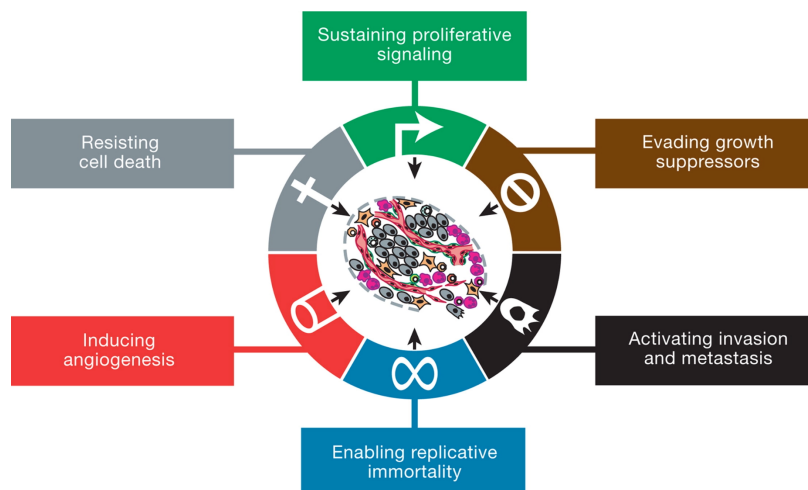 Sustaining proliferative
signaling
Resisting
cell death
Evading growth
suppressors
Inducing
angiogenesis
Activating invasion
and metastasis
Enabling replicative
immortality